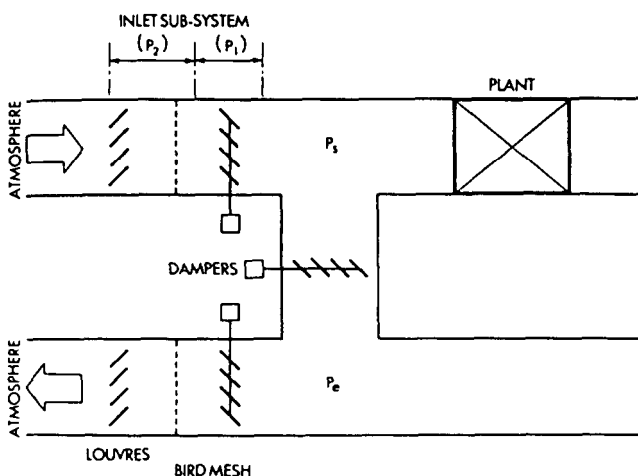 INLET SUB-SYSTEM
(P₂) (P₁)
PLANT
ATMOSPHERE
Pₛ
DAMPERS
ATMOSPHERE
Pₑ
LOUVRES
BIRD MESH